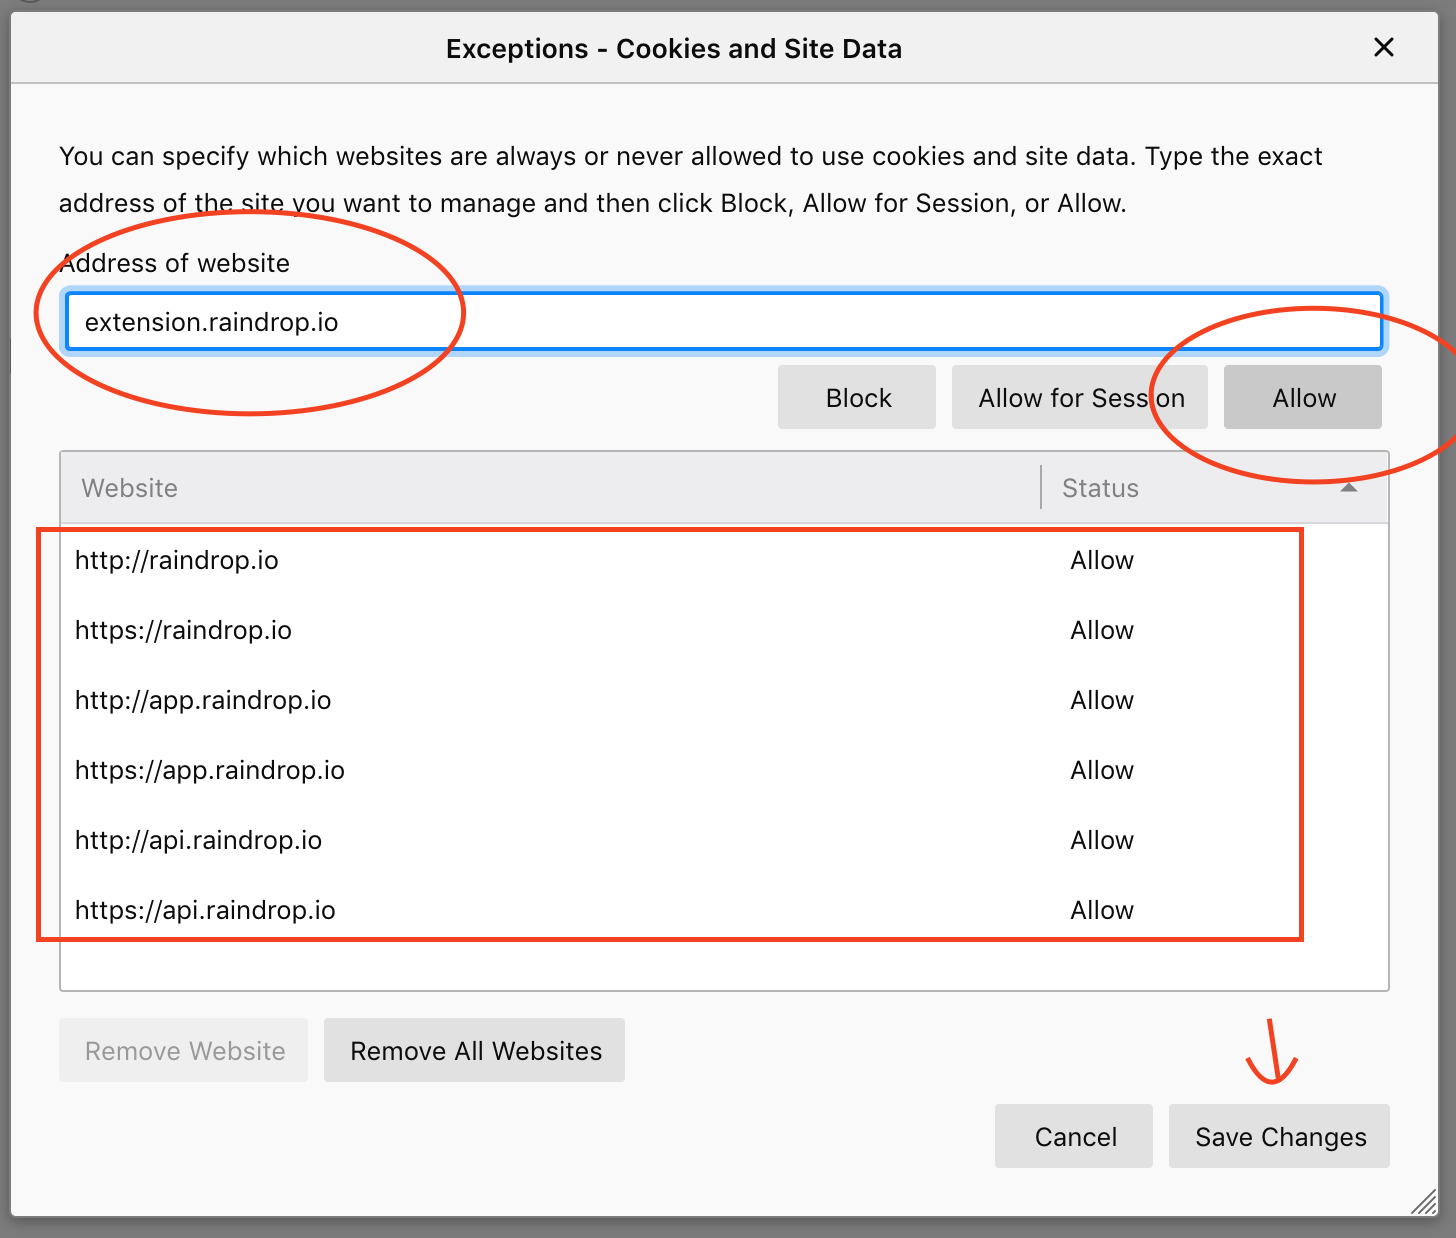 Exceptions - Cookies and Site Data
You can specify which websites are always or never allowed to use cookies and site data. Type the exact
address of the site you want to manage and then click Block, Allow for Session, or Allow.
Address of website
extension.raindrop.io
Block
Allow for Session
Allow
Website
Status
http://raindrop.io
Allow
https://raindrop.io
Allow
http://app.raindrop.io
Allow
https://app.raindrop.io
Allow
http://api.raindrop.io
Allow
https://api.raindrop.io
Allow
Remove Website
Remove All Websites
Cancel
Save Changes